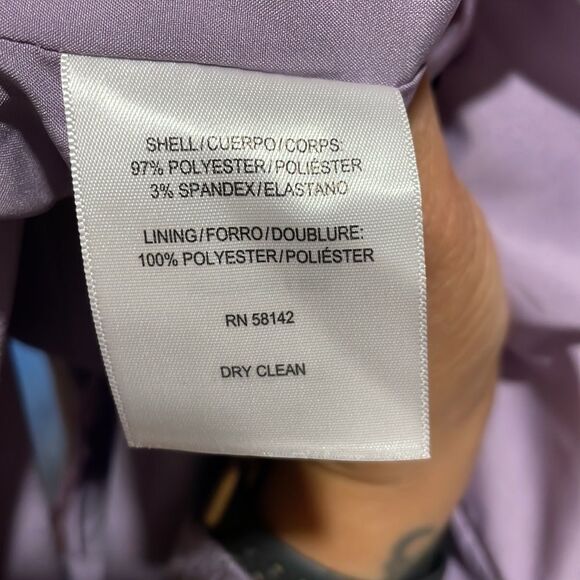 SHELL/CUERPO/CORPS:
97% POLYESTER/POLIÉSTER
3% SPANDEX/ELASTANO
LINING/FORRO/DOUBLURE:
100% POLYESTER/POLIÉSTER
RN 58142
DRY CLEAN